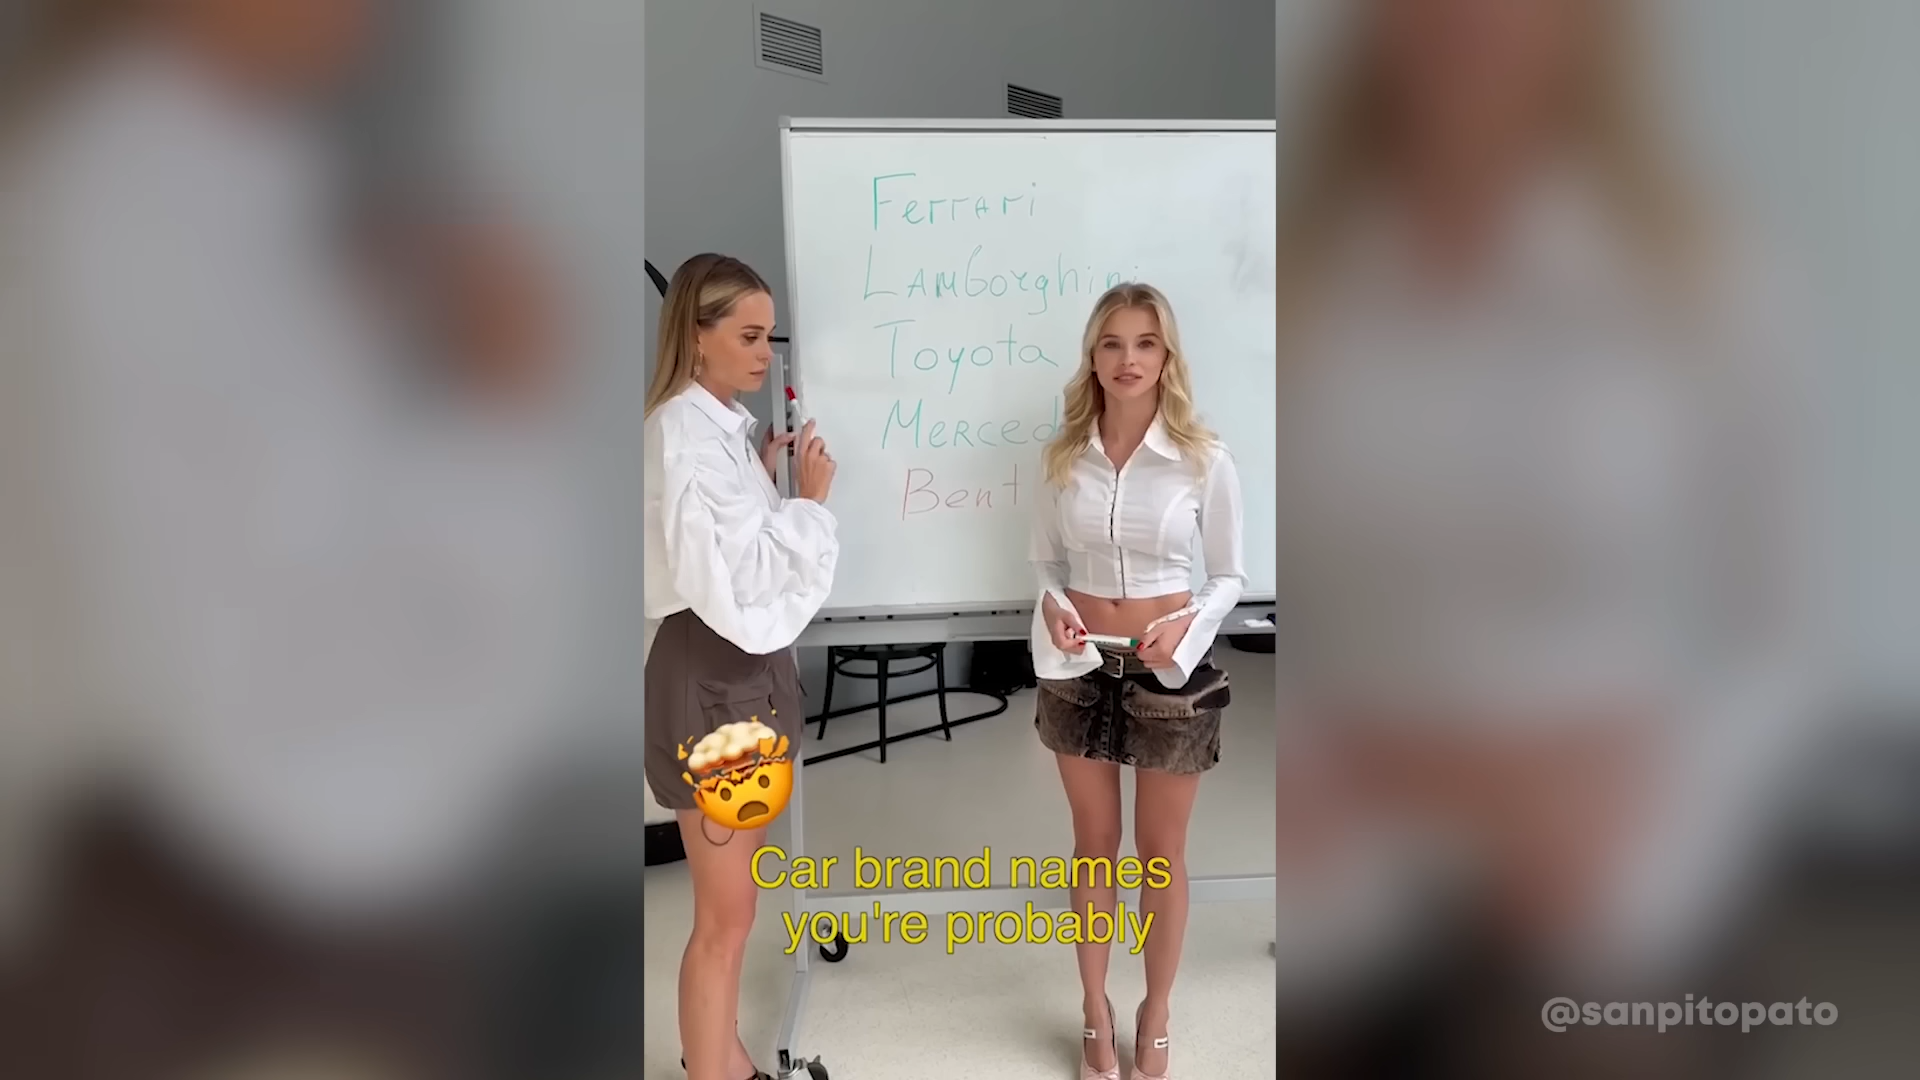 Ferrari
Lamborghini
Toyota
Merced
Bent
Car brand names
you're probably
@sanpitopato